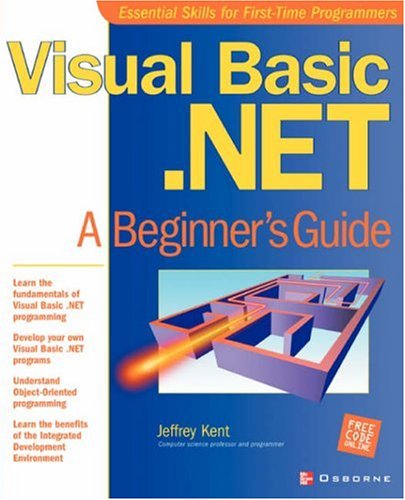 Essential Skills for First-Time Programmers
Visual Basic
.NET
A Beginner's Guide
Learn the
fundamentals of
Visual Basic .NET
programming
Develop your own
Visual Basic .NET
programs
Understand
Object-Oriented
programming
Learn the benefits
of the Integrated
Development
Environment
Jeffrey Kent
Computer science professor and programmer
FREE
CODE
ONLINE
OSBORNE